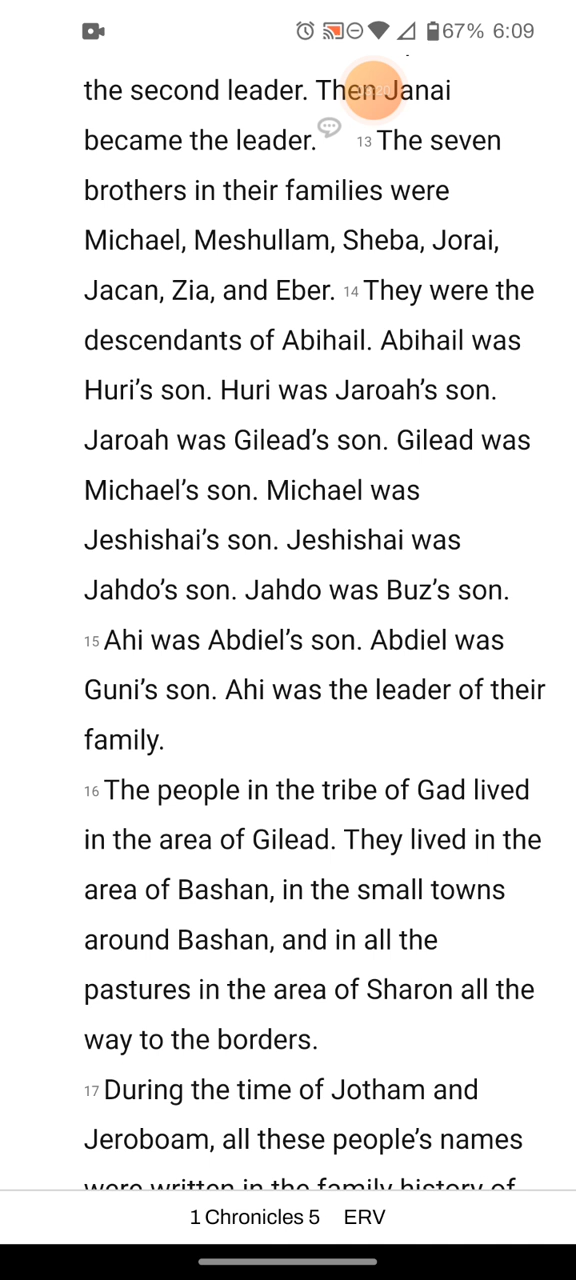 67% 6:09
the second leader. Then Janai
became the leader. 13 The seven
brothers in their families were
Michael, Meshullam, Sheba, Jorai,
Jacan, Zia, and Eber. 14 They were the
descendants of Abihail. Abihail was
Huri’s son. Huri was Jaroah’s son.
Jaroah was Gilead’s son. Gilead was
Michael’s son. Michael was
Jeshishai’s son. Jeshishai was
Jahdo’s son. Jahdo was Buz’s son.
15 Ahi was Abdiel’s son. Abdiel was
Guni’s son. Ahi was the leader of their
family.
16 The people in the tribe of Gad lived
in the area of Gilead. They lived in the
area of Bashan, in the small towns
around Bashan, and in all the
pastures in the area of Sharon all the
way to the borders.
17 During the time of Jotham and
Jeroboam, all these people’s names
were written in the family history of
1 Chronicles 5 ERV